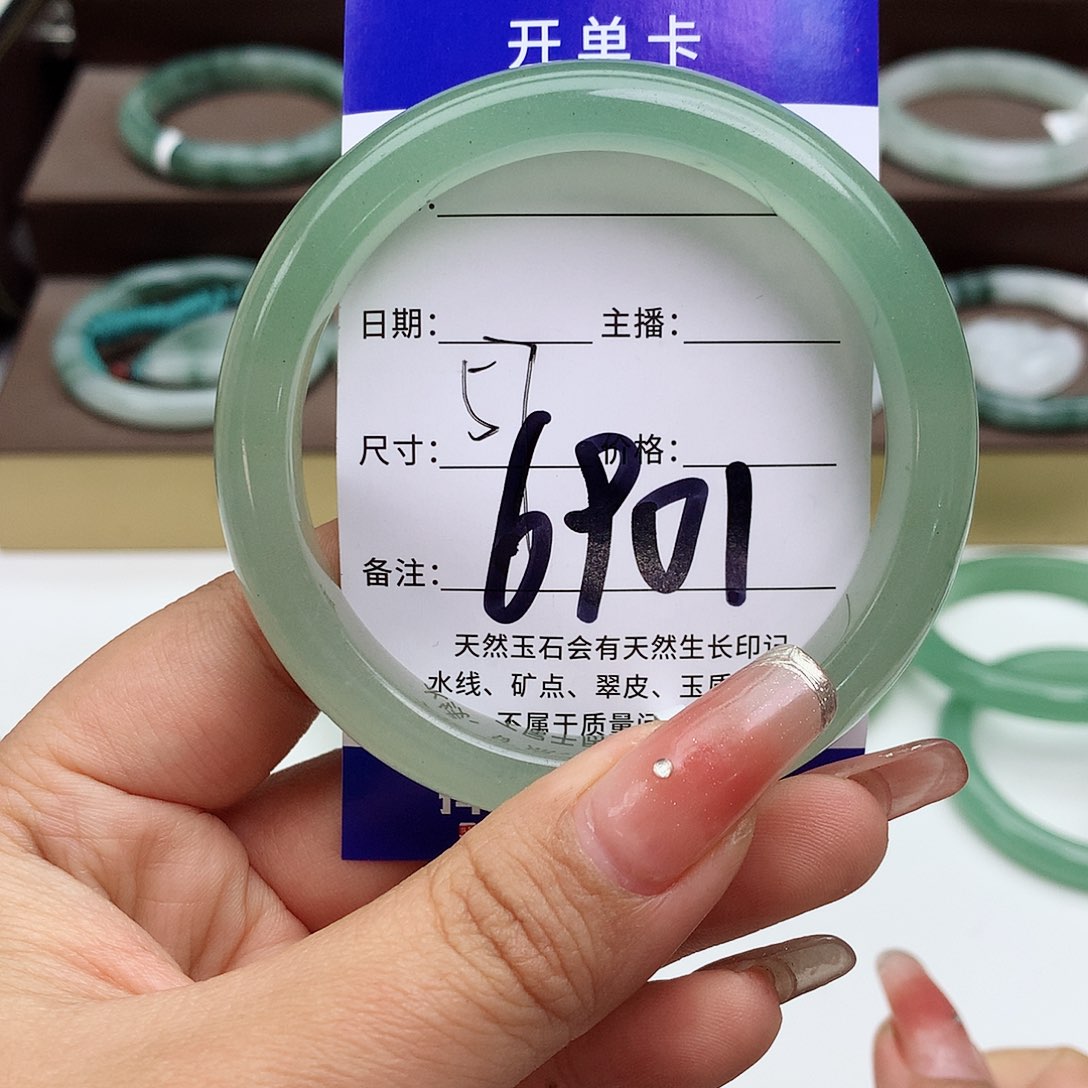 开单卡
日期： 主播：
尺寸： 价格：
6901
备注：
天然玉石会有天然生长印记
水线、矿点、翠皮、玉质
不属于质量问